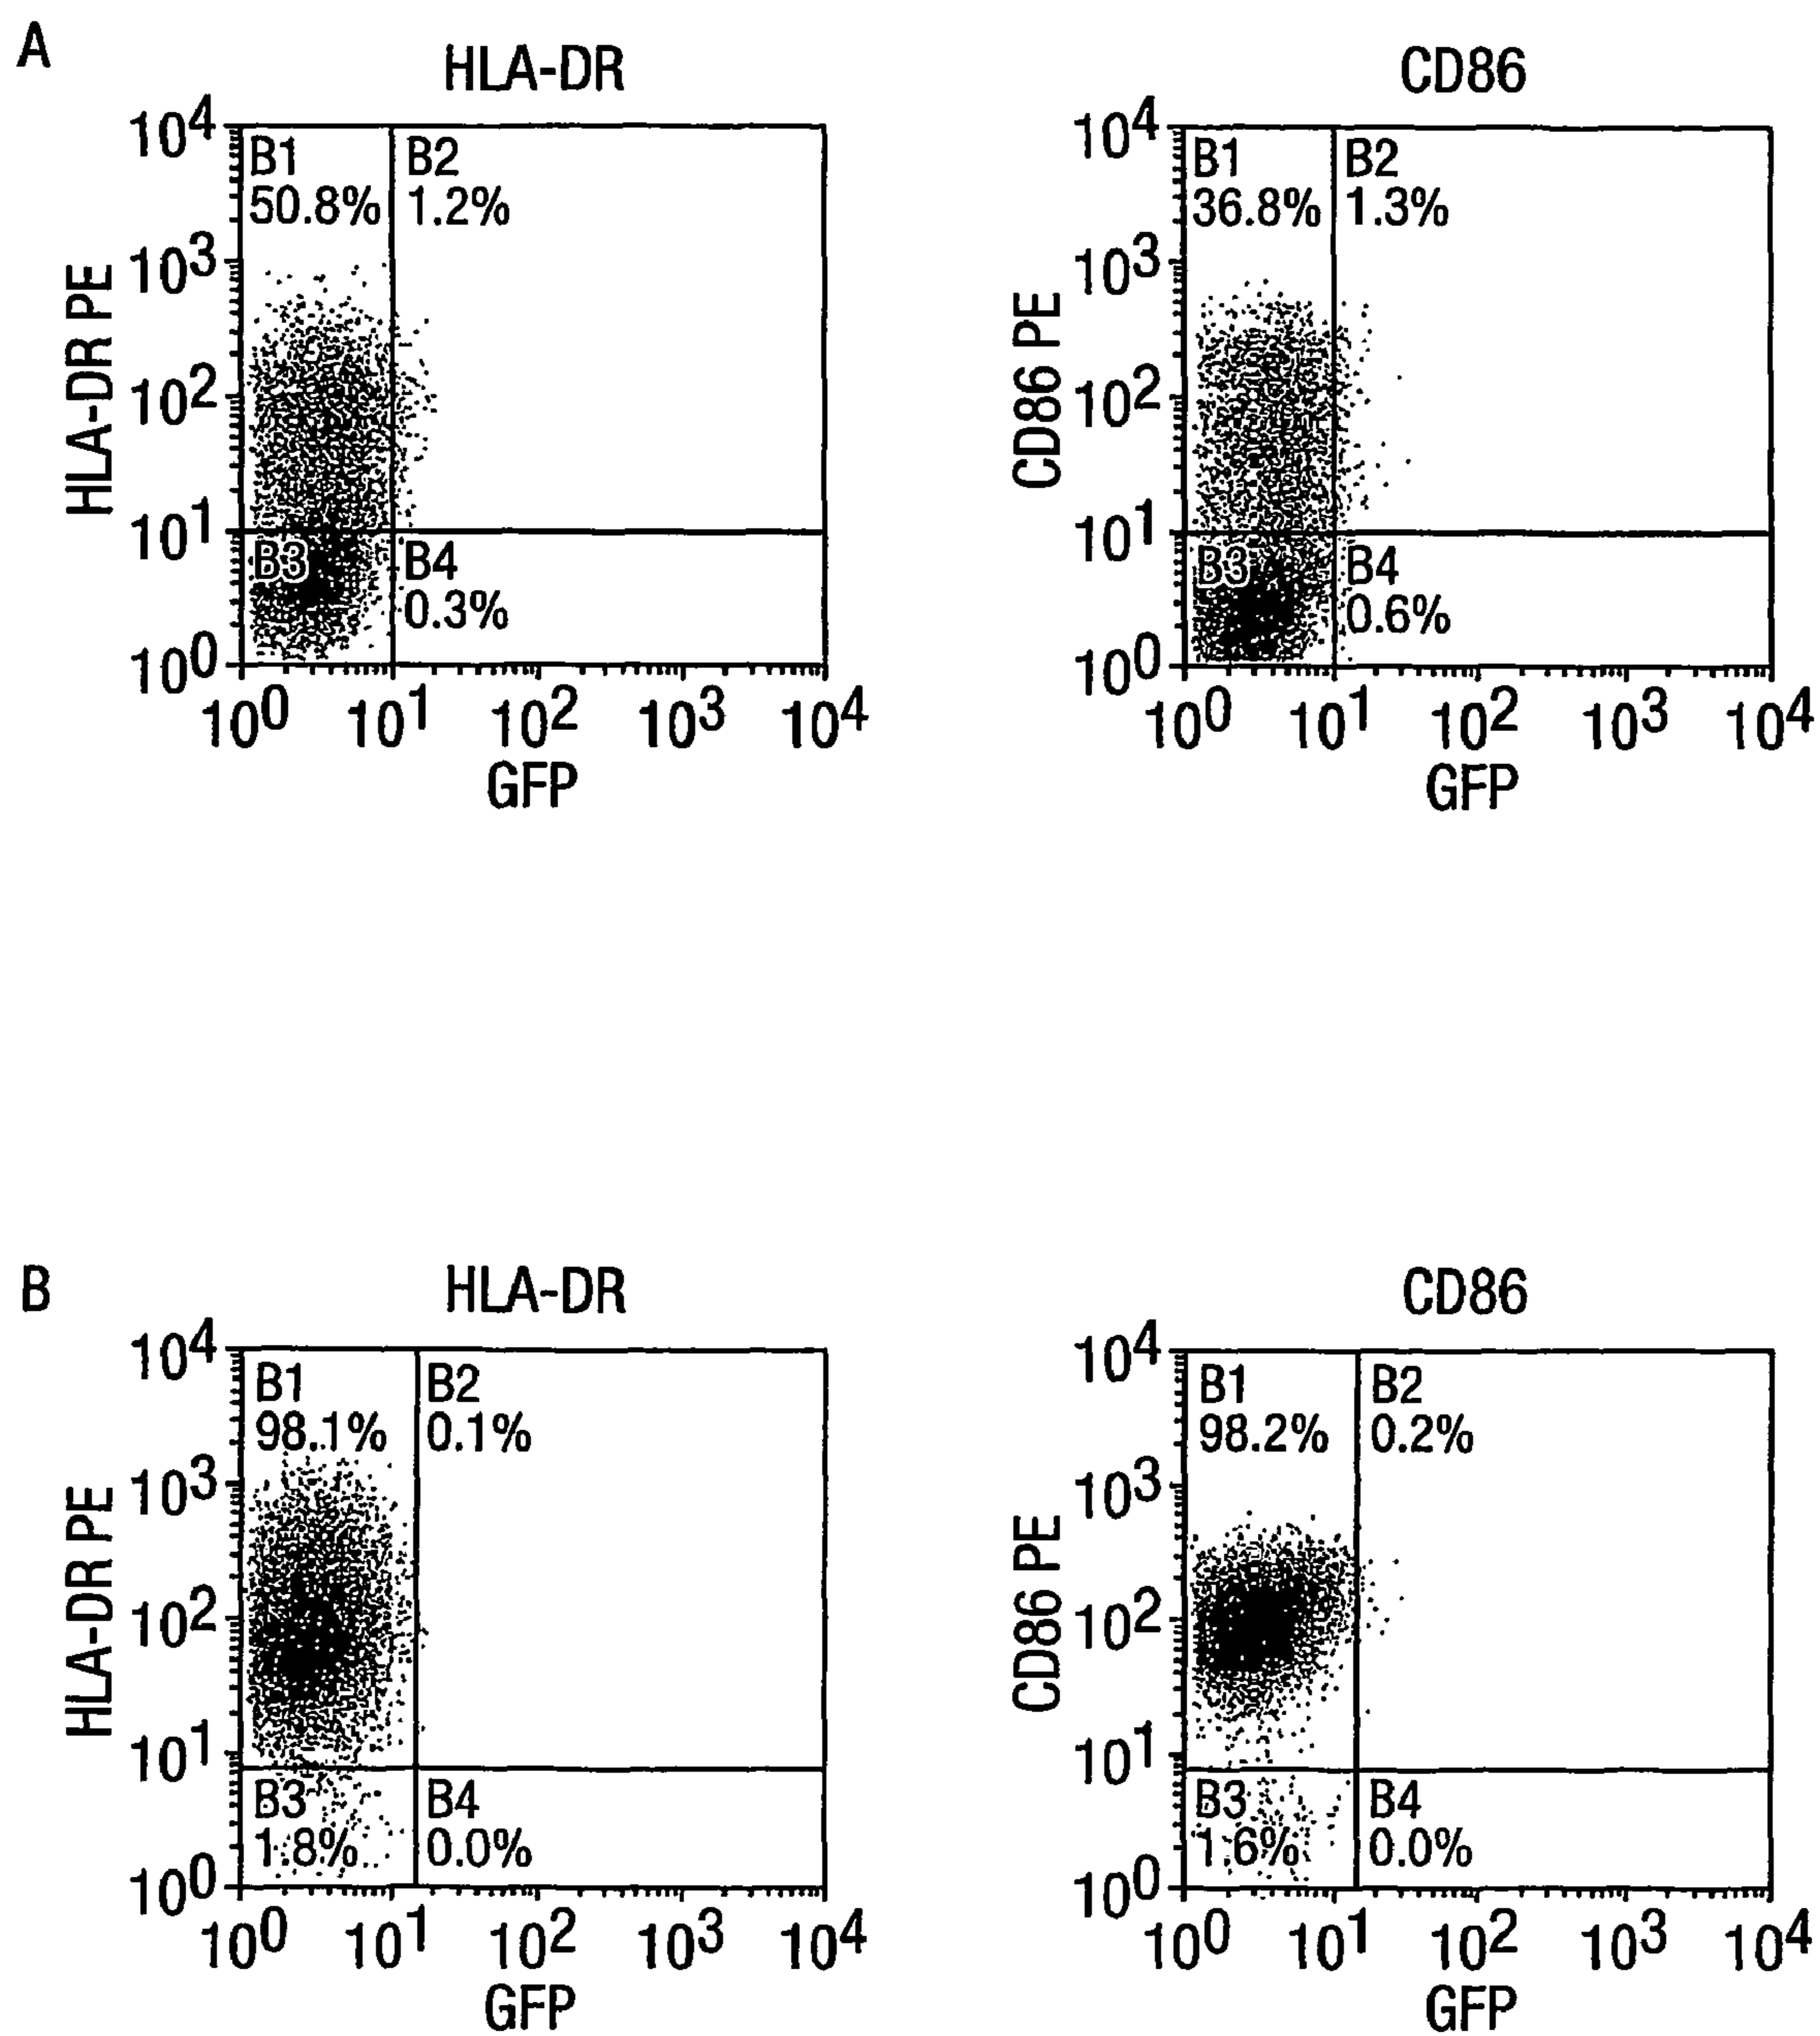 A
HLA-DR
10^4
10^3
10^2
10^1
10^0
HLA-DR PE
B1
50.8%
B2
1.2%
B3
B4
0.3%
10^0 10^1 10^2 10^3 10^4
GFP
CD86
10^4
10^3
10^2
10^1
10^0
CD86 PE
B1
36.8%
B2
1.3%
B3
B4
0.6%
10^0 10^1 10^2 10^3 10^4
GFP
B
HLA-DR
10^4
10^3
10^2
10^1
10^0
HLA-DR PE
B1
98.1%
B2
0.1%
B3
1.8%
B4
0.0%
10^0 10^1 10^2 10^3 10^4
GFP
CD86
10^4
10^3
10^2
10^1
10^0
CD86 PE
B1
98.2%
B2
0.2%
B3
1.6%
B4
0.0%
10^0 10^1 10^2 10^3 10^4
GFP